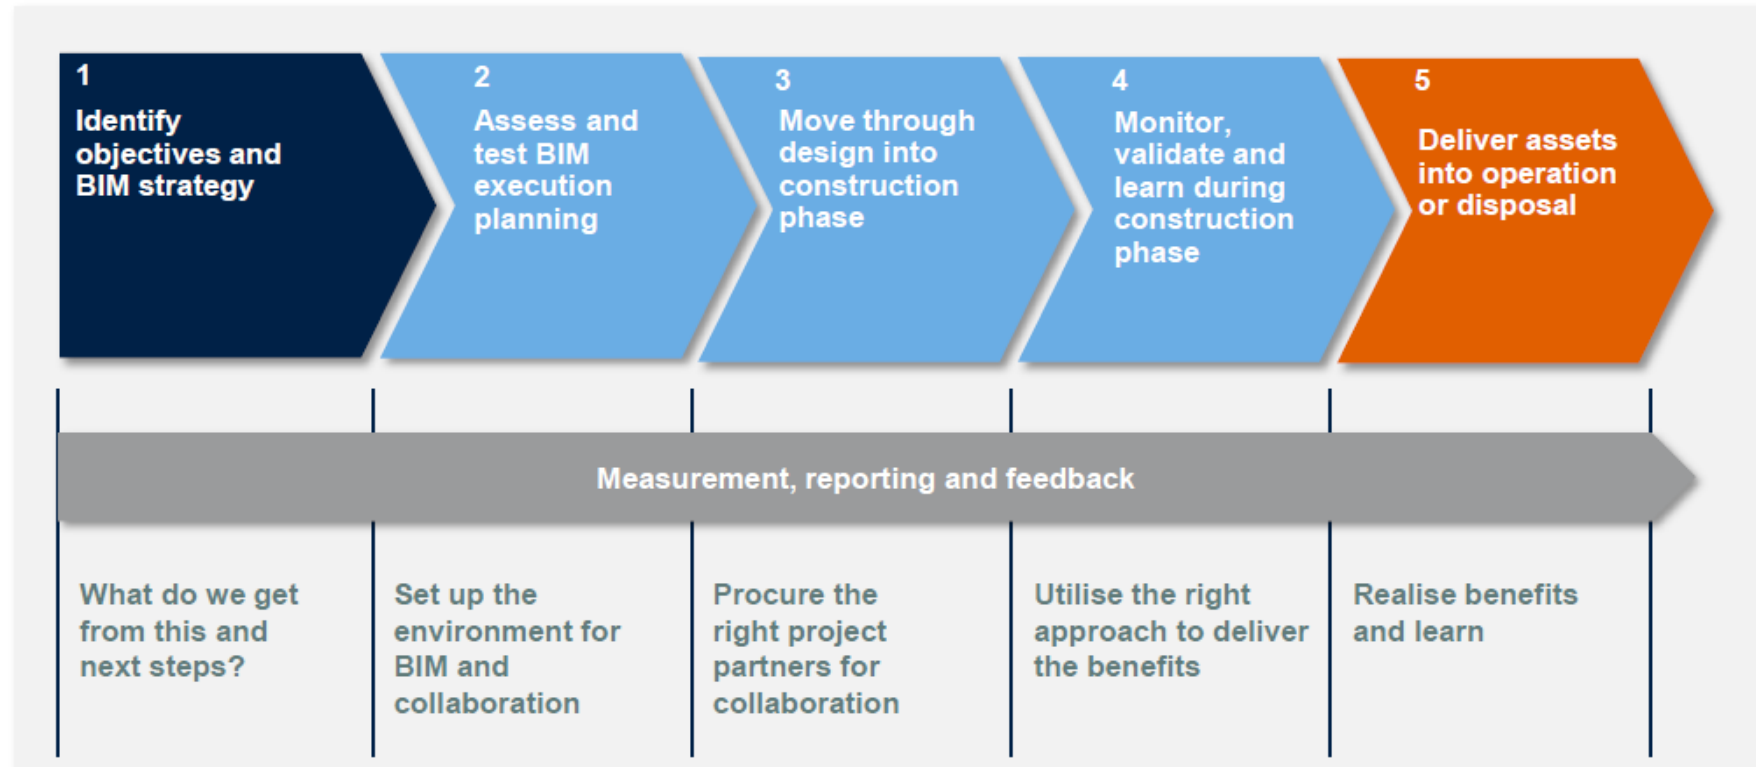 1
Identify
objectives and
BIM strategy
2
Assess and
test BIM
execution
planning
3
Move through
design into
construction
phase
4
Monitor,
validate and
learn during
construction
phase
5
Deliver assets
into operation
or disposal
Measurement, reporting and feedback
What do we get
from this and
next steps?
Set up the
environment for
BIM and
collaboration
Procure the
right project
partners for
collaboration
Utilise the right
approach to deliver
the benefits
Realise benefits
and learn